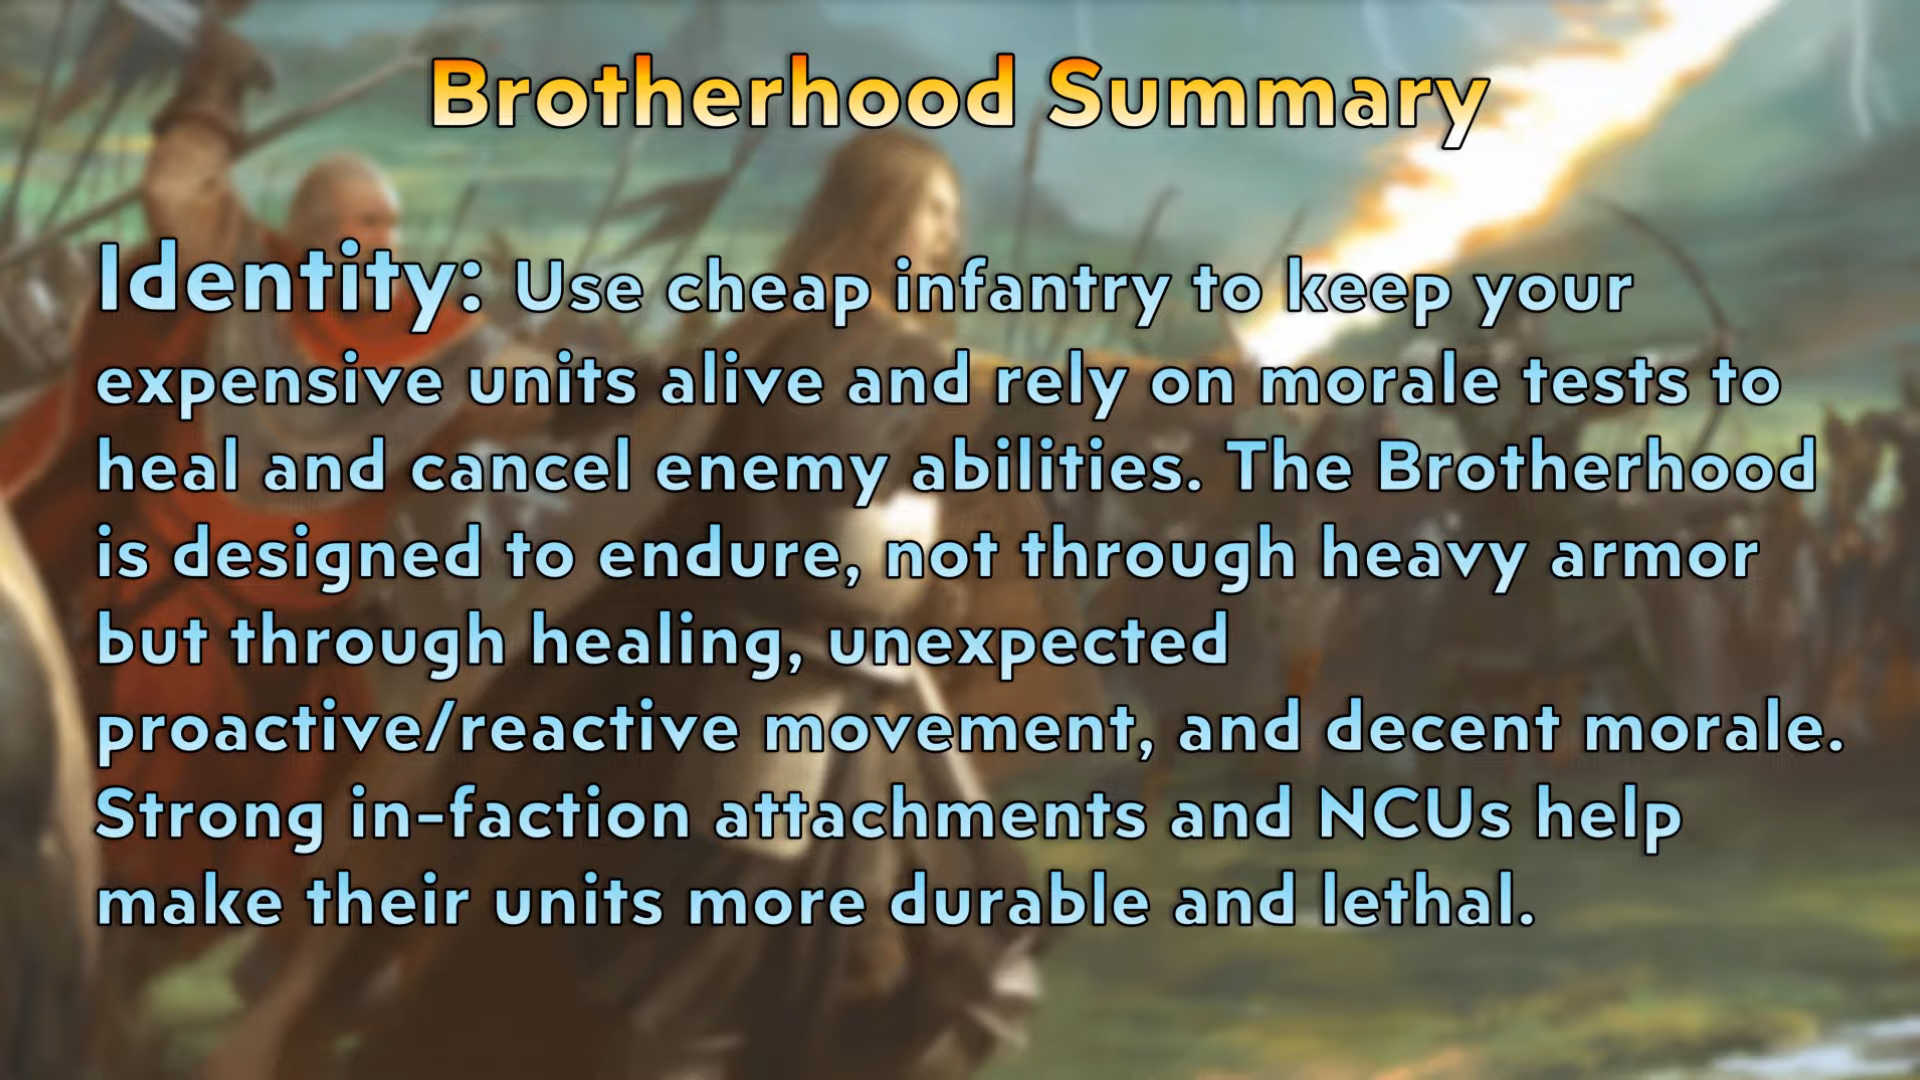 Brotherhood Summary
Identity: Use cheap infantry to keep your
expensive units alive and rely on morale tests to
heal and cancel enemy abilities. The Brotherhood
is designed to endure, not through heavy armor
but through healing, unexpected
proactive/reactive movement, and decent morale.
Strong in-faction attachments and NCUs help
make their units more durable and lethal.